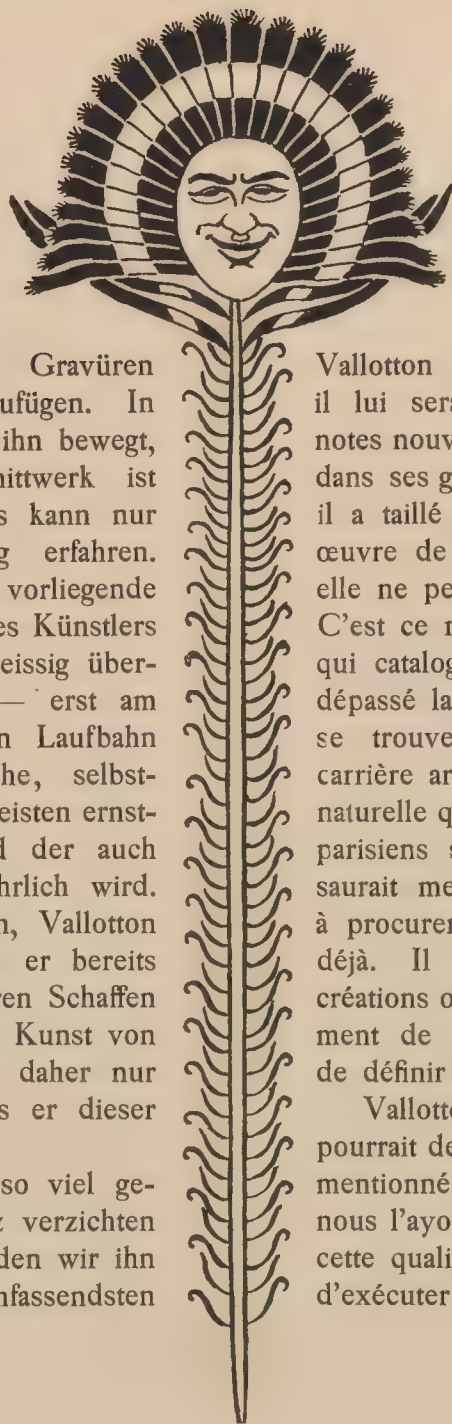 Gravüren
ufügen. In
ihn bewegt,
nittwerk ist
s kann nur
g erfahren.
vorliegende
es Künstlers
eissig über-
— erst am
n Laufbahn
he, selbst-
eisten ernst-
d der auch
hrlich wird.
n, Vallotton
er bereits
ren Schaffen
Kunst von
daher nur
s er dieser
so viel ge-
z verzichten
den wir ihn
nfassendsten
Vallotton
il lui sera
notes nouv
dans ses g
il a taillé
œuvre de
elle ne pe
C'est ce n
qui catalog
dépassé la
se trouve
carrière ar
naturelle q
parisiens s
saurait me
à procurer
déjà. Il
créations o
ment de
de définir
Vallotto
pourrait de
mentionné
nous l'avo
cette quali
d'exécuter